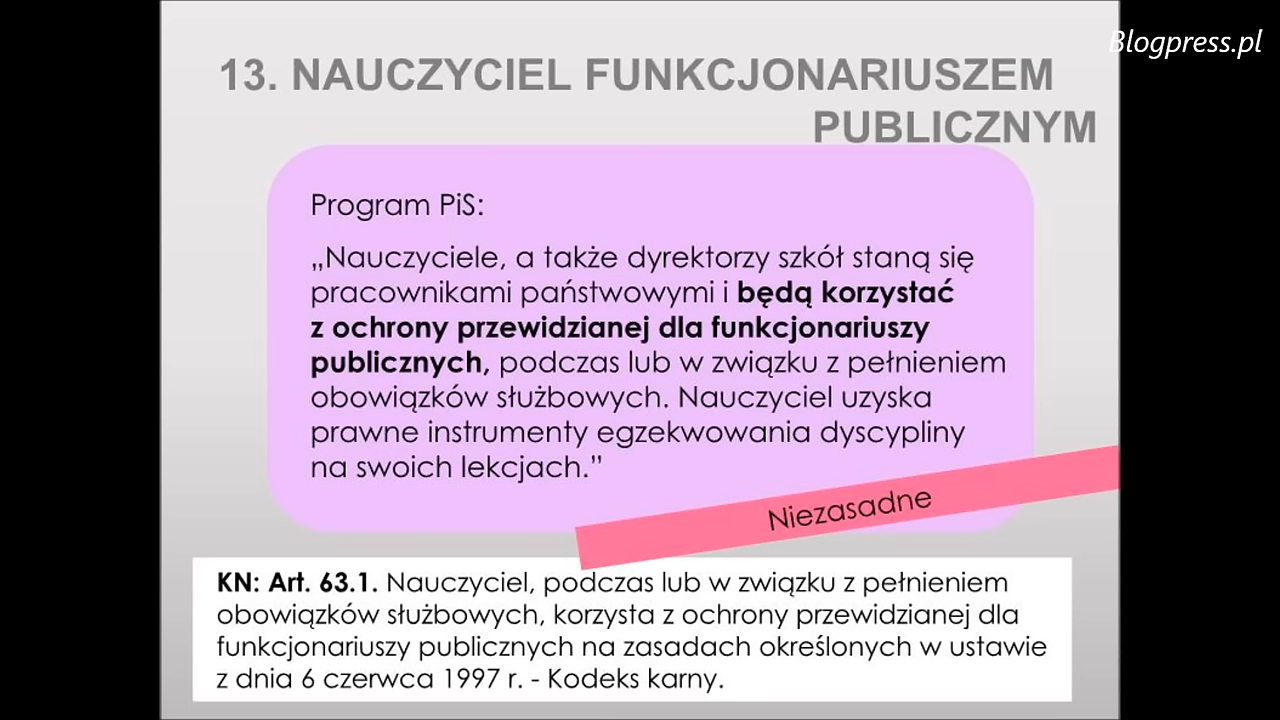 Blogpress.pl
13. NAUCZYCIEL FUNKCJONARIUSZEM
PUBLICZNYM
Program PiS:
„Nauczyciele, a także dyrektorzy szkół staną się
pracownikami państwowymi i będą korzystać
z ochrony przewidzianej dla funkcjonariuszy
publicznych, podczas lub w związku z pełnieniem
obowiązków służbowych. Nauczyciel uzyska
prawne instrumenty egzekwowania dyscypliny
na swoich lekcjach.”
Niezasadne
KN: Art. 63.1. Nauczyciel, podczas lub w związku z pełnieniem
obowiązków służbowych, korzysta z ochrony przewidzianej dla
funkcjonariuszy publicznych na zasadach określonych w ustawie
z dnia 6 czerwca 1997 r. - Kodeks karny.